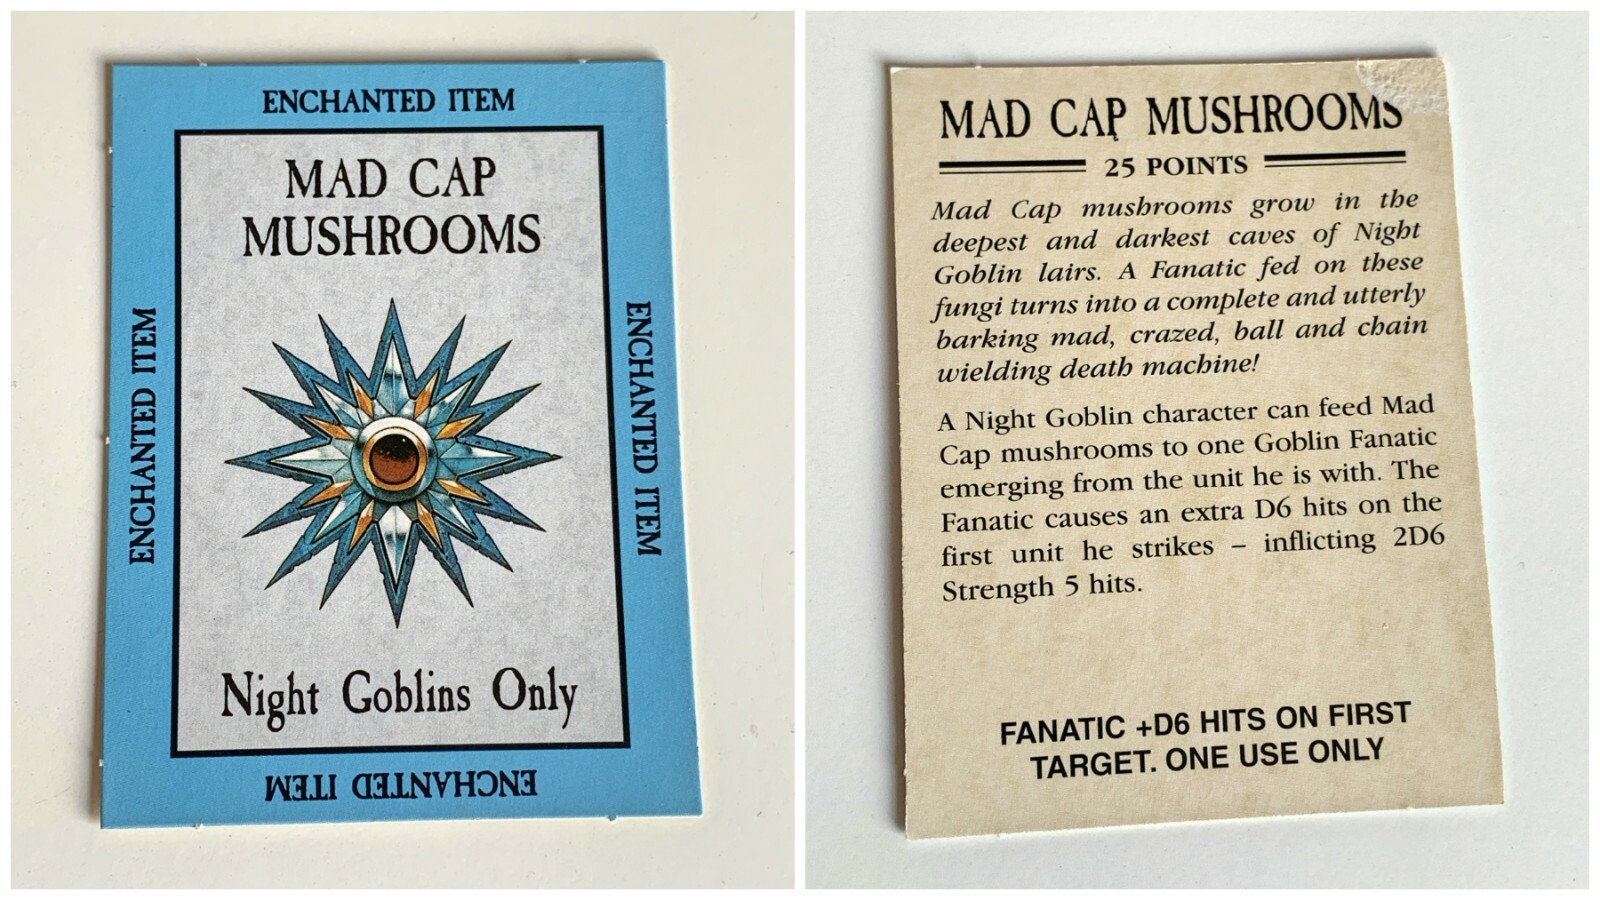 ENCHANTED ITEM
MAD CAP
MUSHROOMS
ENCHANTED ITEM
ENCHANTED ITEM
Night Goblins Only
ENCHANTED ITEM
MAD CAP MUSHROOMS
25 POINTS
Mad Cap mushrooms grow in the
deepest and darkest caves of Night
Goblin lairs. A Fanatic fed on these
fungi turns into a complete and utterly
barking mad, crazed, ball and chain
wielding death machine!
A Night Goblin character can feed Mad
Cap mushrooms to one Goblin Fanatic
emerging from the unit he is with. The
Fanatic causes an extra D6 hits on the
first unit he strikes – inflicting 2D6
Strength 5 hits.
FANATIC +D6 HITS ON FIRST
TARGET. ONE USE ONLY